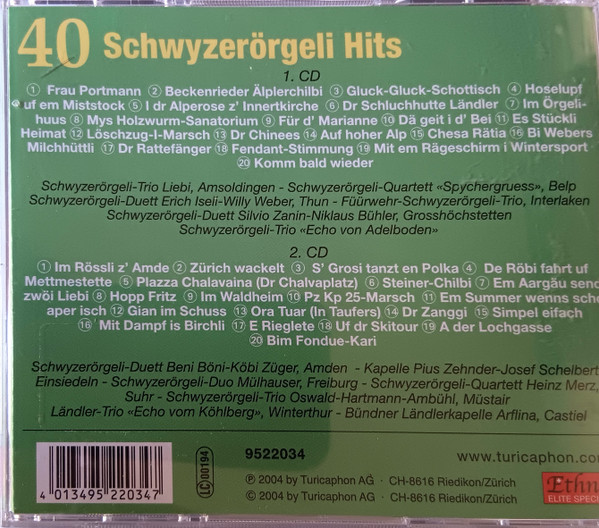 40 Schwyzerörgeli Hits
1. CD
① Frau Portmann ② Beckenrieder Älplerchilbi ③ Gluck-Gluck-Schottisch ④ Hoselupf
uf em Miststock ⑤ I dr Alperose z' Innertkirche ⑥ Dr Schluchhutte Ländler ⑦ Im Örgeli-
huus ⑧ Mys Holzwurm-Sanatorium ⑨ Für d' Marianne ⑩ Dä geit i d' Bei ⑪ Es Stückli
Heimat ⑫ Löschzug-I-Marsch ⑬ Dr Chinees ⑭ Auf hoher Alp ⑮ Chesa Rätia ⑯ Bi Webers
Milchhüttli ⑰ Dr Rattefänger ⑱ Fendant-Stimmung ⑲ Mit em Rägeschirm i Wintersport
⑳ Komm bald wieder
Schwyzerörgeli-Trio Liebi, Amsoldingen - Schwyzerörgeli-Quartett «Spychergruess», Belp
Schwyzerörgeli-Duett Erich Iseli-Willy Weber, Thun - Füürwehr-Schwyzerörgeli-Trio, Interlaken
Schwyzerörgeli-Duett Silvio Zanin-Niklaus Bühler, Grosshöchstetten
Schwyzerörgeli-Trio «Echo von Adelboden»
2. CD
① Im Rössli z' Amde ② Zürich wackelt ③ S' Grosi tanzt en Polka ④ De Röbi fahrt uf
Mettmestette ⑤ Plazza Chalavaina (Dr Chalvaplatz) ⑥ Steiner-Chilbi ⑦ Em Aargäu send
zwöi Liebi ⑧ Hopp Fritz ⑨ Im Waldheim ⑩ Pz Kp 25-Marsch ⑪ Em Summer wenns scho
aper isch ⑫ Gian im Schuss ⑬ Ora Tuar (In Taufers) ⑭ Dr Zanggi ⑮ Simpel eifach
⑯ Mit Dampf is Birchli ⑰ E Rieglete ⑱ Uf dr Skitour ⑲ A der Lochgasse
⑳ Bim Fondue-Kari
Schwyzerörgeli-Duett Beni Böni-Köbi Züger, Amden - Kapelle Pius Zehnder-Josef Schelbert
Einsiedeln - Schwyzerörgeli-Duo Mülhauser, Freiburg - Schwyzerörgeli-Quartett Heinz Merz,
Suhr - Schwyzerörgeli-Trio Oswald-Hartmann-Ambühl, Müstair
Ländler-Trio «Echo vom Köhlberg», Winterthur - Bündner Ländlerkapelle Arflina, Castiel
4 013495 220347
LC 00194
9522034
www.turicaphon.com
℗ 2004 by Turicaphon AG · CH-8616 Riedikon/Zürich
© 2004 by Turicaphon AG · CH-8616 Riedikon/Zürich
Ethn
ELITE SPECI